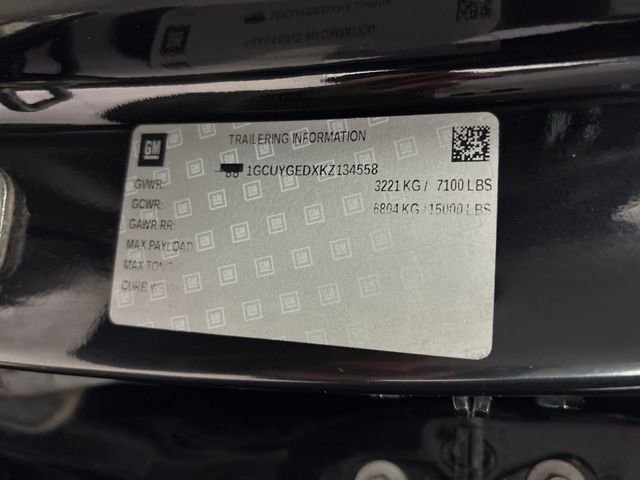 GM
TRAILERING INFORMATION
1GCUYGEDXKZ134558
GVWR: 3221 KG / 7100 LBS
GCWR: 6804 KG / 15000 LBS
GAWR RR
MAX PAYLOAD
MAX
CURB